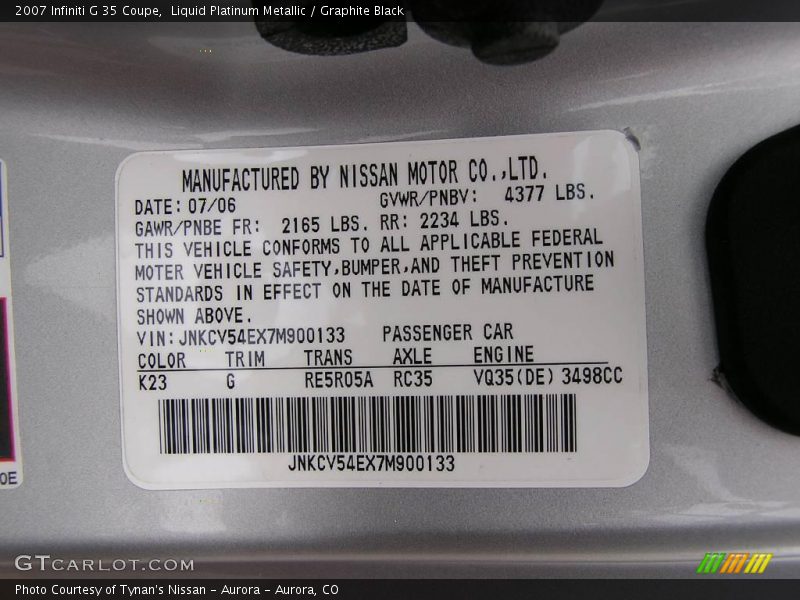 2007 Infiniti G 35 Coupe,  Liquid Platinum Metallic / Graphite Black
MANUFACTURED BY NISSAN MOTOR CO.,LTD.
DATE: 07/06 GVWR/PNBV: 4377 LBS.
GAWR/PNBE FR: 2165 LBS. RR: 2234 LBS.
THIS VEHICLE CONFORMS TO ALL APPLICABLE FEDERAL
MOTER VEHICLE SAFETY,BUMPER,AND THEFT PREVENTION
STANDARDS IN EFFECT ON THE DATE OF MANUFACTURE
SHOWN ABOVE.
VIN: JNKCV54EX7M900133 PASSENGER CAR
COLOR TRIM TRANS AXLE ENGINE
K23 G RE5R05A RC35 VQ35(DE) 3498CC
JNKCV54EX7M900133
OE
GTCARLOT.COM
Photo Courtesy of Tynan's Nissan - Aurora - Aurora, CO